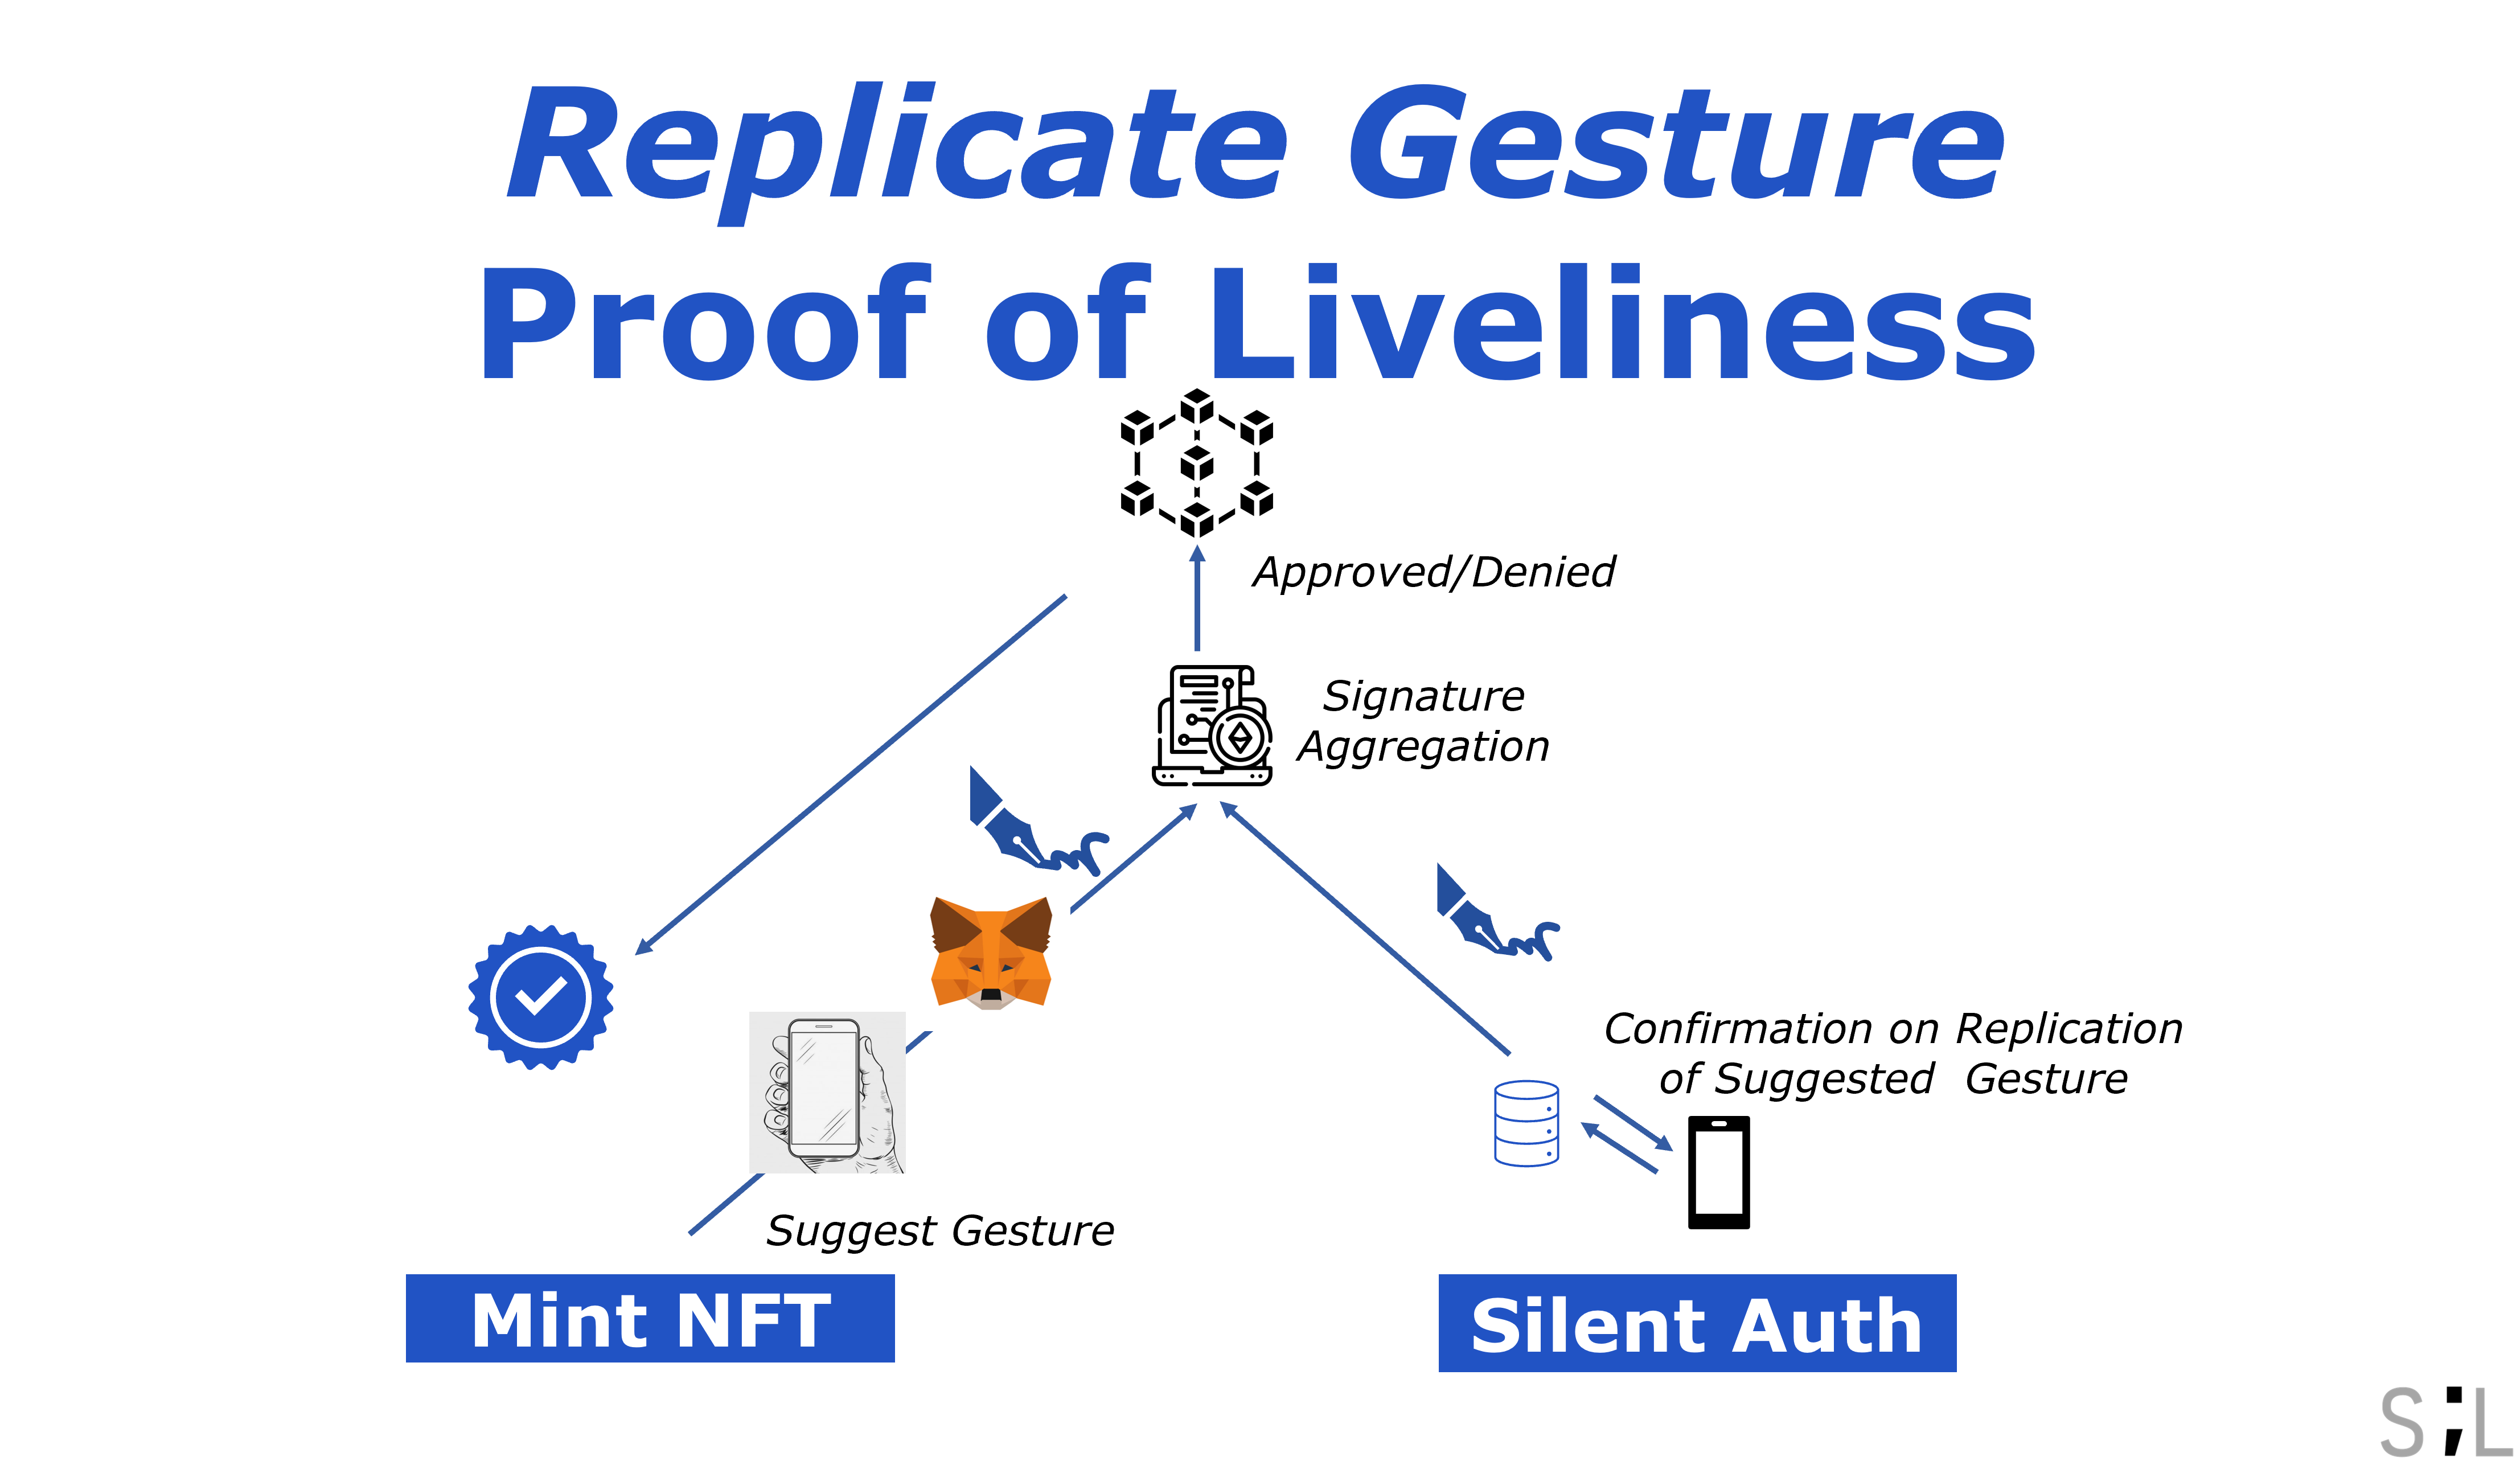 Replicate Gesture
Proof of Liveliness
Approved/Denied
Signature
Aggregation
Confirmation on Replication
of Suggested  Gesture
Suggest Gesture
Mint NFT
Silent Auth
S;L